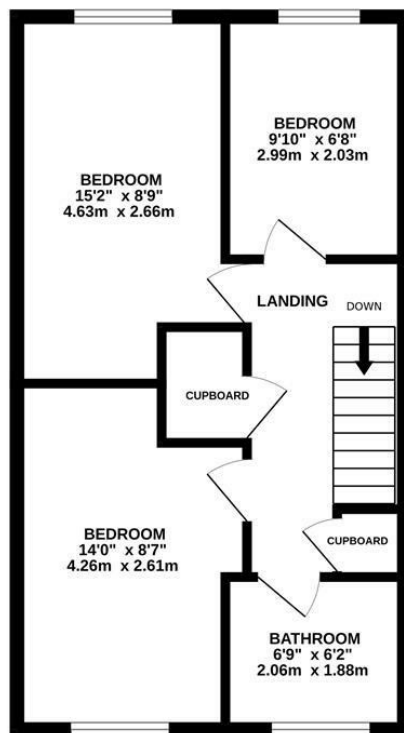 BEDROOM
15'2" x 8'9"
4.63m x 2.66m
BEDROOM
9'10" x 6'8"
2.99m x 2.03m
LANDING
DOWN
CUPBOARD
BEDROOM
14'0" x 8'7"
4.26m x 2.61m
CUPBOARD
BATHROOM
6'9" x 6'2"
2.06m x 1.88m